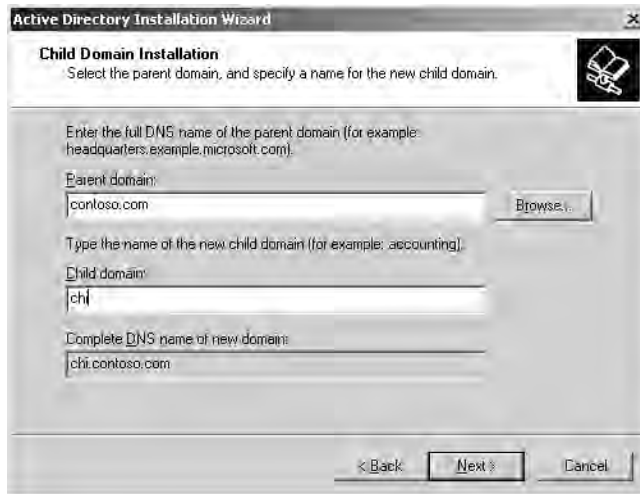 Active Directory Installation Wizard
Child Domain Installation
Select the parent domain, and specify a name for the new child domain.
Enter the full DNS name of the parent domain (for example:
headquarters.example.microsoft.com).
Parent domain:
contoso.com
Browse...
Type the name of the new child domain (for example: accounting).
Child domain:
chi
Complete DNS name of new domain:
chi.contoso.com
< Back
Next >
Cancel